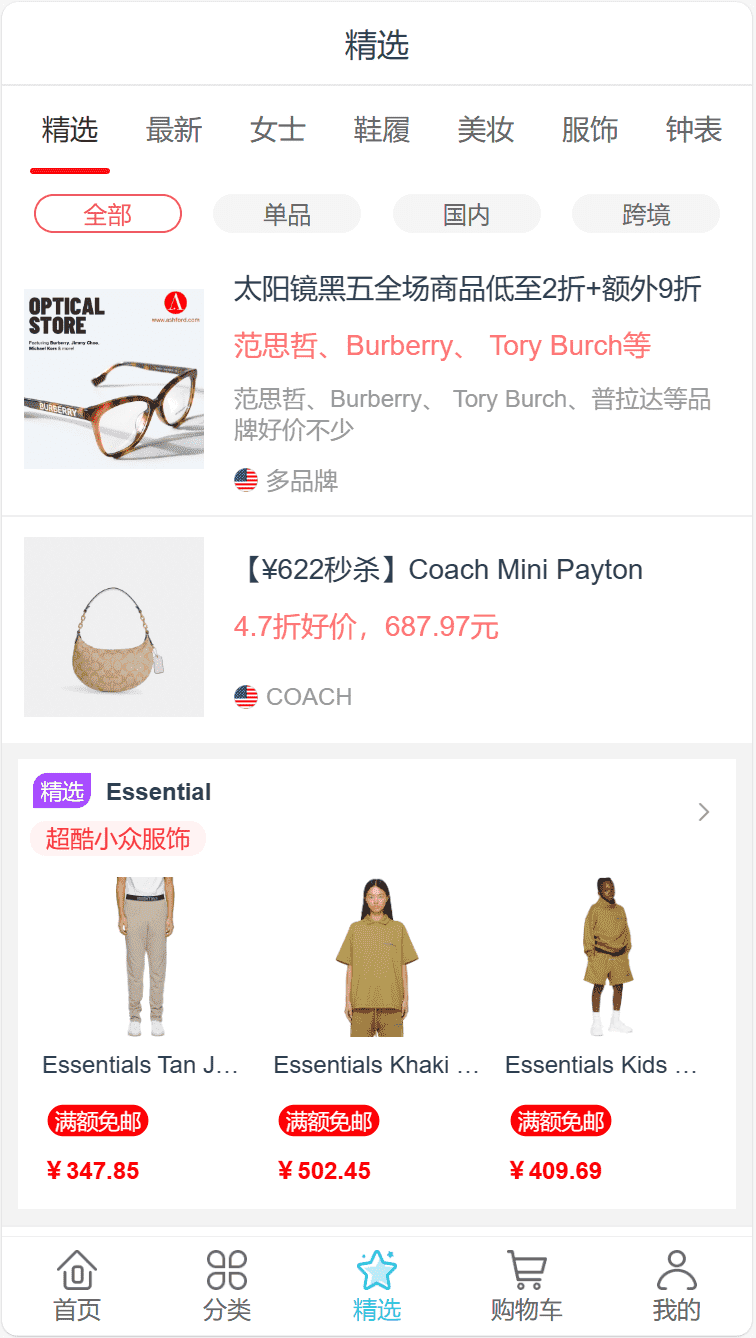 精选
精选 最新 女士 鞋履 美妆 服饰 钟表
全部 单品 国内 跨境
OPTICAL
STORE
Featuring Burberry, Jimmy Choo,
Michael Kors & more!
A
www.ashford.com
BURBERRY
太阳镜黑五全场商品低至2折+额外9折
范思哲、Burberry、 Tory Burch等
范思哲、Burberry、 Tory Burch、普拉达等品
牌好价不少
多品牌
【¥622秒杀】Coach Mini Payton
4.7折好价，687.97元
COACH
精选 Essential
超酷小众服饰
Essentials Tan J... Essentials Khaki ... Essentials Kids ...
满额免邮 满额免邮 满额免邮
¥ 347.85 ¥ 502.45 ¥ 409.69
首页 分类 精选 购物车 我的